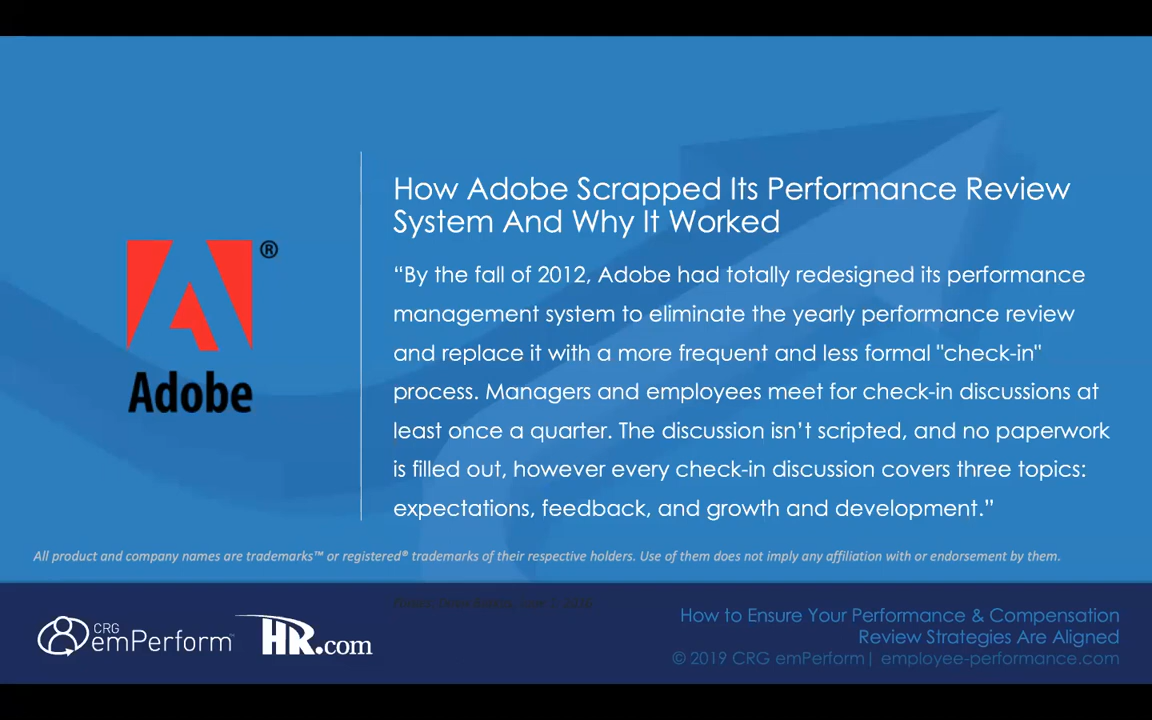 How Adobe Scrapped Its Performance Review
System And Why It Worked
“By the fall of 2012, Adobe had totally redesigned its performance
management system to eliminate the yearly performance review
and replace it with a more frequent and less formal "check-in"
process. Managers and employees meet for check-in discussions at
least once a quarter. The discussion isn’t scripted, and no paperwork
is filled out, however every check-in discussion covers three topics:
expectations, feedback, and growth and development.”
®
Adobe
All product and company names are trademarks™ or registered® trademarks of their respective holders. Use of them does not imply any affiliation with or endorsement by them.
CRG
emPerform™
HR.com
How to Ensure Your Performance & Compensation
Review Strategies Are Aligned
© 2019 CRG emPerform| employee-performance.com